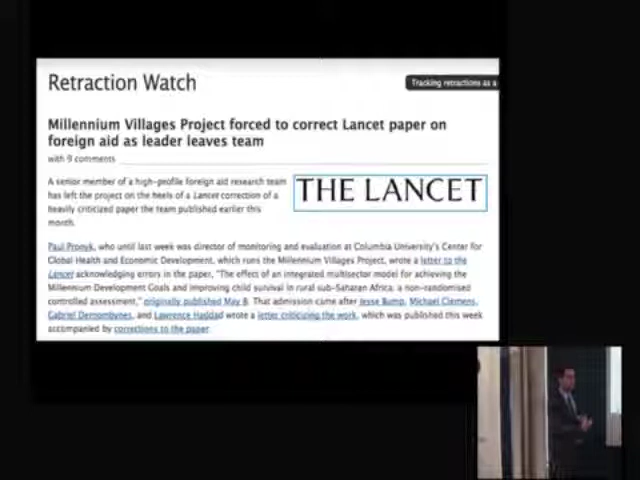 Retraction Watch
Tracking retractions as a
Millennium Villages Project forced to correct Lancet paper on
foreign aid as leader leaves team
with 9 comments
A senior member of a high-profile foreign aid research team
has left the project on the heels of a Lancet correction of a
heavily criticized paper the team published earlier this
month.
THE LANCET
Paul Pronyk, who until last week was director of monitoring and evaluation at Columbia University's Center for
Global Health and Economic Development, which runs the Millennium Villages Project, wrote a letter to the
Lancet acknowledging errors in the paper, "The effect of an integrated multisector model for achieving the
Millennium Development Goals and improving child survival in rural sub-Saharan Africa: a non-randomised
controlled assessment," originally published May 8. That admission came after Jesse Bump, Michael Clemens,
Gabriel Demombynes, and Lawrence Haddad wrote a letter criticizing the work, which was published this week
accompanied by corrections to the paper.